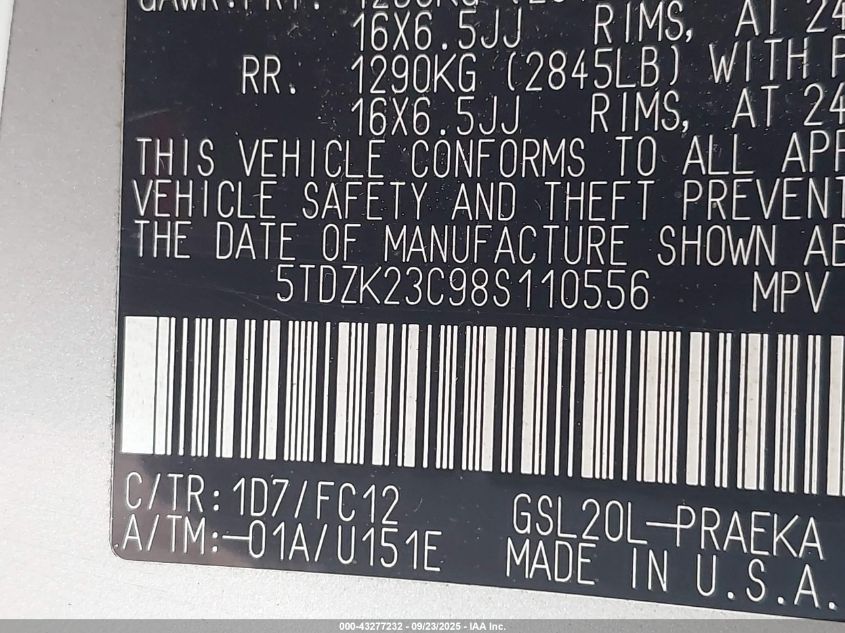 16X6.5JJ RIMS, AT 24
RR. 1290KG (2845LB) WITH P
16X6.5JJ RIMS, AT 24
THIS VEHICLE CONFORMS TO ALL APP
VEHICLE SAFETY AND THEFT PREVENT
THE DATE OF MANUFACTURE SHOWN AB
5TDZK23C98S110556 MPV
C/TR:1D7/FC12 GSL20L-PRAEKA
A/TM:-01A/U151E MADE IN U.S.A.
000-43277232 - 09/23/2025 - IAA Inc.